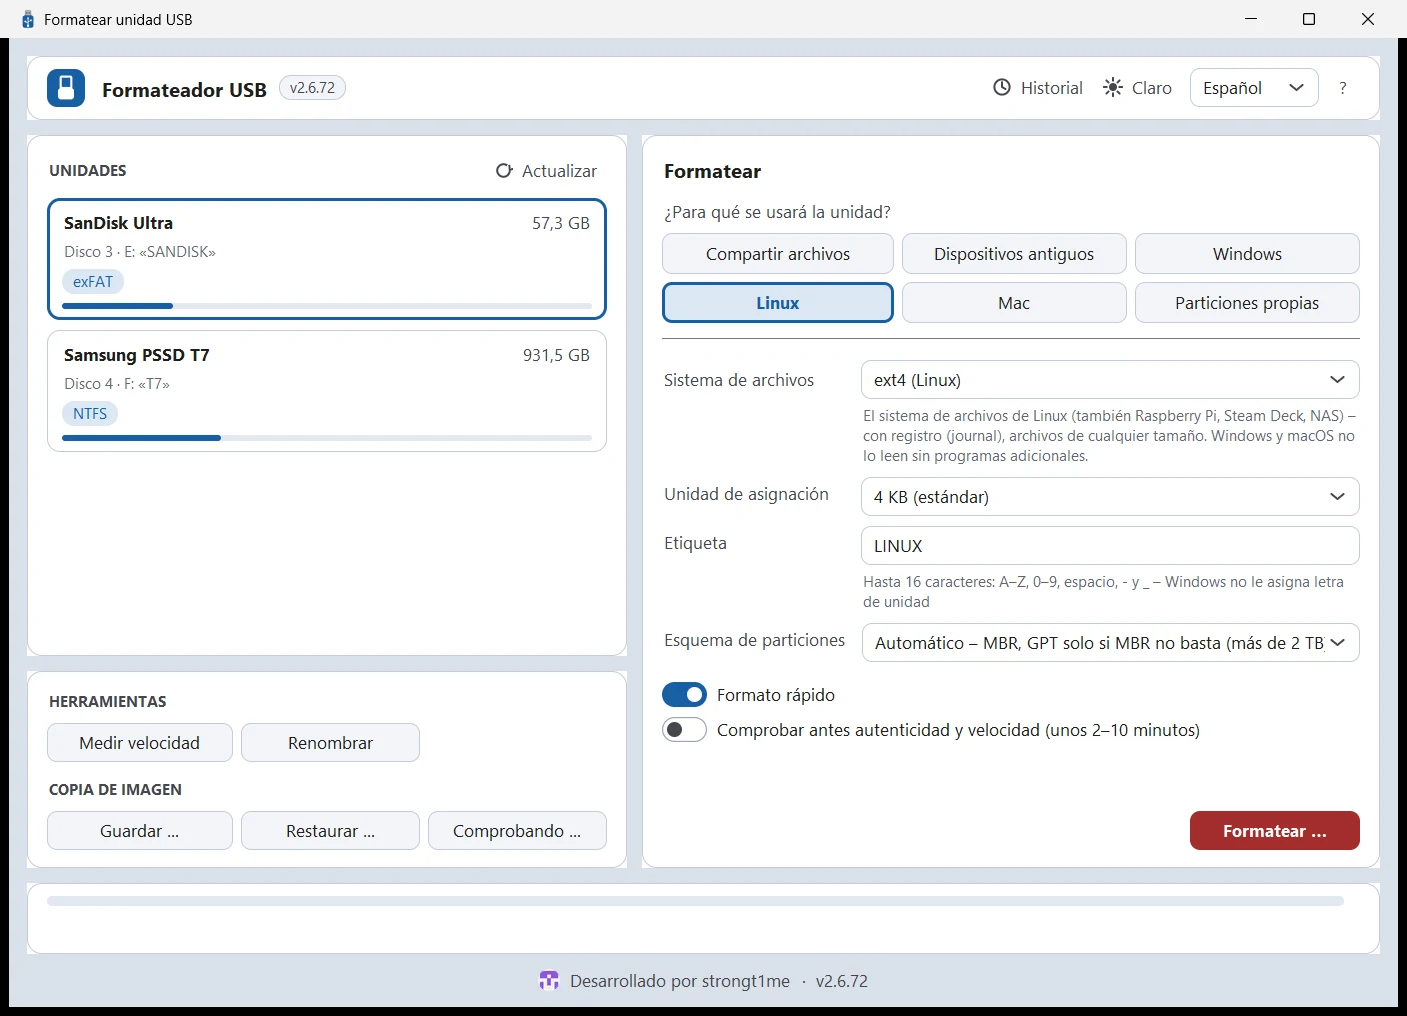 Formatear unidad USB
Formateador USB
v2.6.72
Historial
Claro
Español
?
UNIDADES
Actualizar
SanDisk Ultra
57,3 GB
Disco 3 · E: «SANDISK»
exFAT
Samsung PSSD T7
931,5 GB
Disco 4 · F: «T7»
NTFS
HERRAMIENTAS
Medir velocidad
Renombrar
COPIA DE IMAGEN
Guardar ...
Restaurar ...
Comprobando ...
Formatear
¿Para qué se usará la unidad?
Compartir archivos
Dispositivos antiguos
Windows
Linux
Mac
Particiones propias
Sistema de archivos
ext4 (Linux)
El sistema de archivos de Linux (también Raspberry Pi, Steam Deck, NAS) –
con registro (journal), archivos de cualquier tamaño. Windows y macOS no
lo leen sin programas adicionales.
Unidad de asignación
4 KB (estándar)
Etiqueta
LINUX
Hasta 16 caracteres: A–Z, 0–9, espacio, - y _ – Windows no le asigna letra
de unidad
Esquema de particiones
Automático – MBR, GPT solo si MBR no basta (más de 2 TB)
Formato rápido
Comprobar antes autenticidad y velocidad (unos 2–10 minutos)
Formatear ...
Desarrollado por strongt1me · v2.6.72